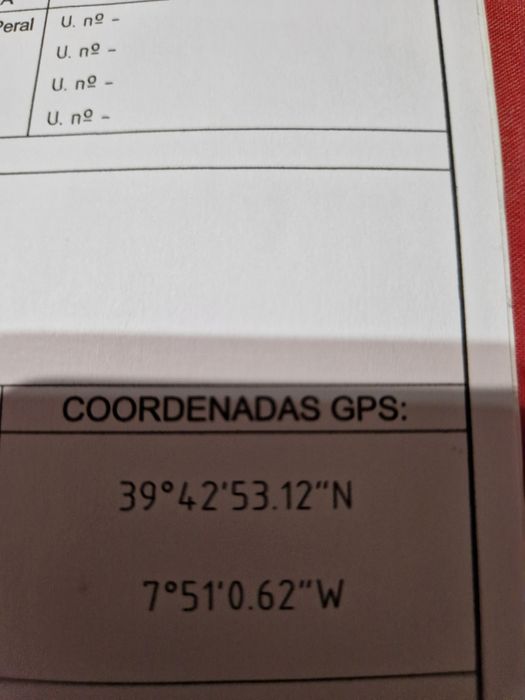 Peral
U. nº -
U. nº -
U. nº -
U. nº -
COORDENADAS GPS:
39°42'53.12"N
7°51'0.62"W